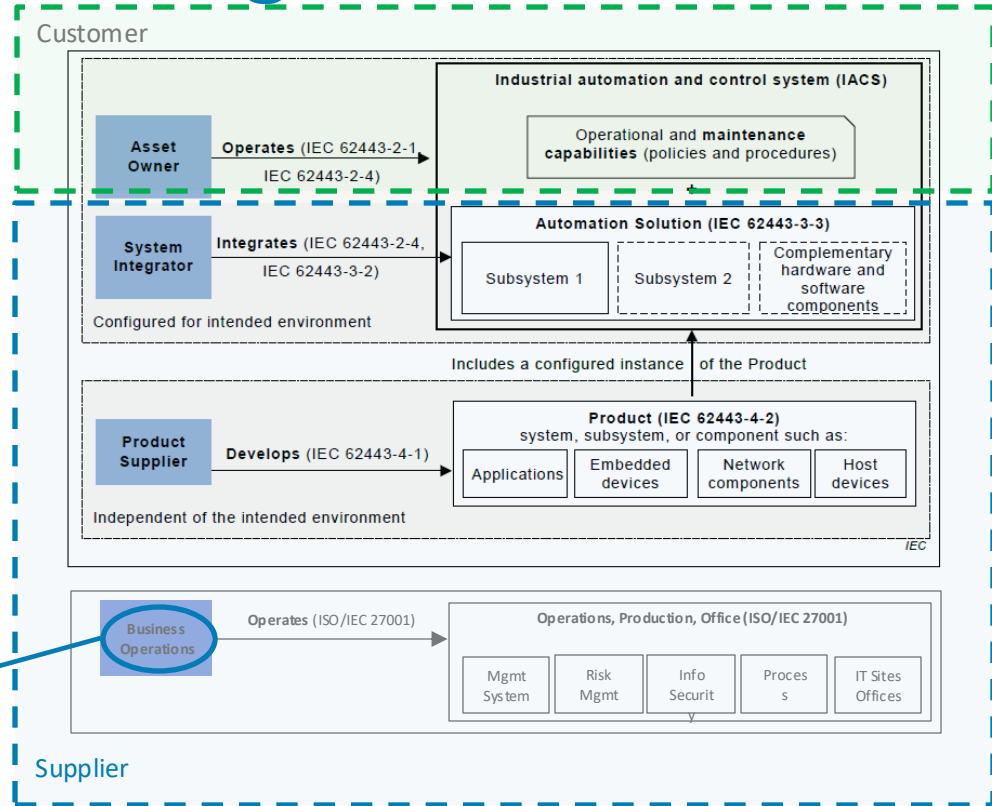 Customer
Industrial automation and control system (IACS)
Asset
Owner
Operates (IEC 62443-2-1
IEC 62443-2-4)
Operational and maintenance
capabilities (policies and procedures)
+
System
Integrator
Integrates (IEC 62443-2-4,
IEC 62443-3-2)
Automation Solution (IEC 62443-3-3)
Subsystem 1
Subsystem 2
Complementary
hardware and
software
components
Configured for intended environment
Includes a configured instance of the Product
Product
Supplier
Develops (IEC 62443-4-1)
Product (IEC 62443-4-2)
system, subsystem, or component such as:
Applications
Embedded
devices
Network
components
Host
devices
Independent of the intended environment
IEC
Business
Operations
Operates (ISO/IEC 27001)
Operations, Production, Office (ISO/IEC 27001)
Mgmt
System
Risk
Mgmt
Info
Securit
y
Proces
s
IT Sites
Offices
Supplier